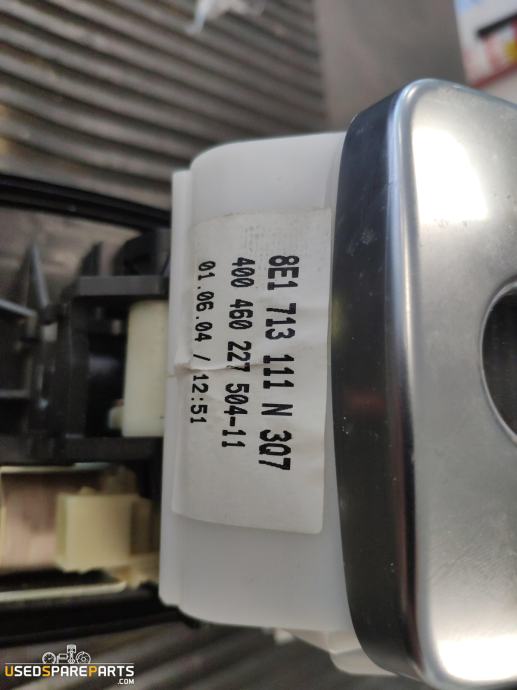 8E1 713 111 N 3Q7
400 460 227 504-11
01.06.04 / 12:51
USEDSPAREPARTS
.COM